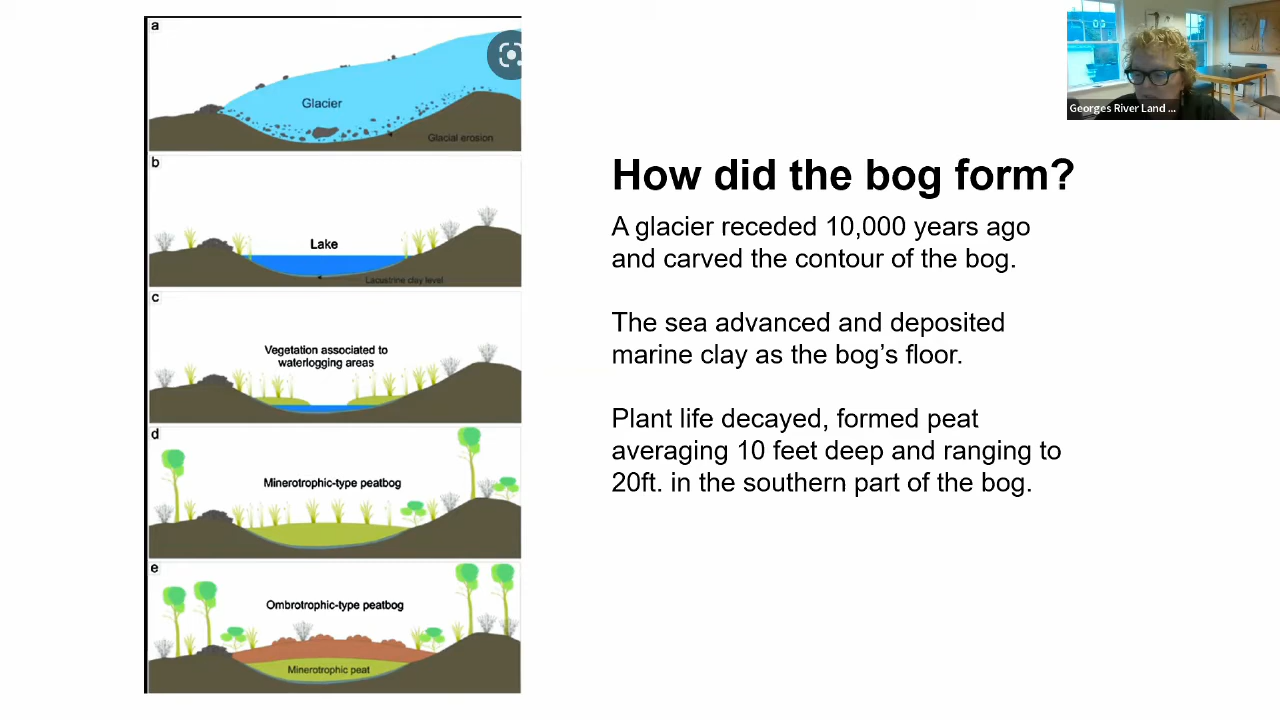 a
Glacier
Glacial erosion
b
Lake
Lacustrine clay level
c
Vegetation associated to
waterlogging areas
d
Minerotrophic-type peatbog
e
Ombrotrophic-type peatbog
Minerotrophic peat
How did the bog form?
A glacier receded 10,000 years ago
and carved the contour of the bog.
The sea advanced and deposited
marine clay as the bog’s floor.
Plant life decayed, formed peat
averaging 10 feet deep and ranging to
20ft. in the southern part of the bog.
Georges River Land ...